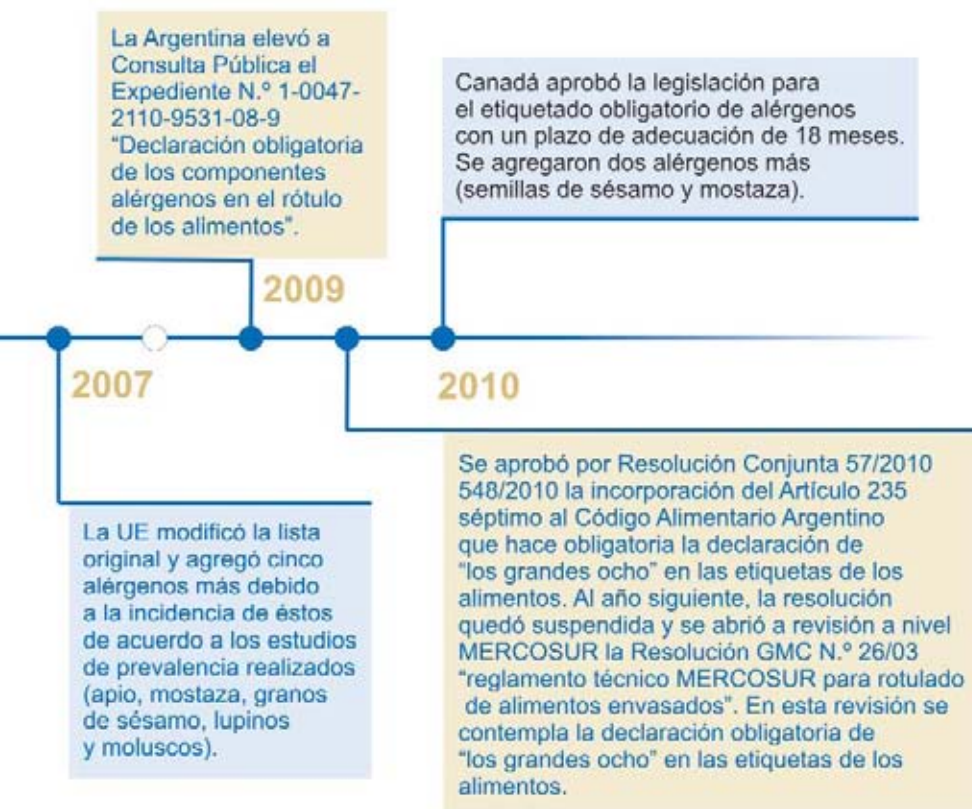 La Argentina elevó a
Consulta Pública el
Expediente N.º 1-0047-
2110-9531-08-9
“Declaración obligatoria
de los componentes
alérgenos en el rótulo
de los alimentos”.
Canadá aprobó la legislación para
el etiquetado obligatorio de alérgenos
con un plazo de adecuación de 18 meses.
Se agregaron dos alérgenos más
(semillas de sésamo y mostaza).
2009
2007
2010
La UE modificó la lista
original y agregó cinco
alérgenos más debido
a la incidencia de éstos
de acuerdo a los estudios
de prevalencia realizados
(apio, mostaza, granos
de sésamo, lupinos
y moluscos).
Se aprobó por Resolución Conjunta 57/2010
548/2010 la incorporación del Artículo 235
séptimo al Código Alimentario Argentino
que hace obligatoria la declaración de
“los grandes ocho” en las etiquetas de los
alimentos. Al año siguiente, la resolución
quedó suspendida y se abrió a revisión a nivel
MERCOSUR la Resolución GMC N.º 26/03
“reglamento técnico MERCOSUR para rotulado
de alimentos envasados”. En esta revisión se
contempla la declaración obligatoria de
“los grandes ocho” en las etiquetas de los
alimentos.